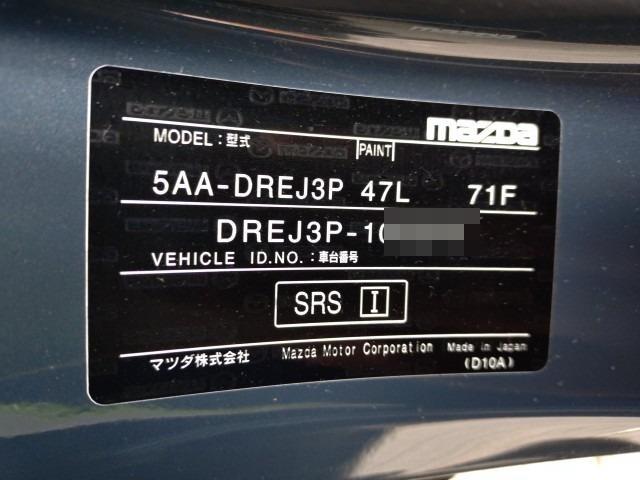 mazda
MODEL : 型式 PAINT
5AA-DREJ3P 47L 71F
DREJ3P-10
VEHICLE ID.NO. : 車台番号
SRS I
マツダ株式会社 Mazda Motor Corporation Made in Japan
(D10A)